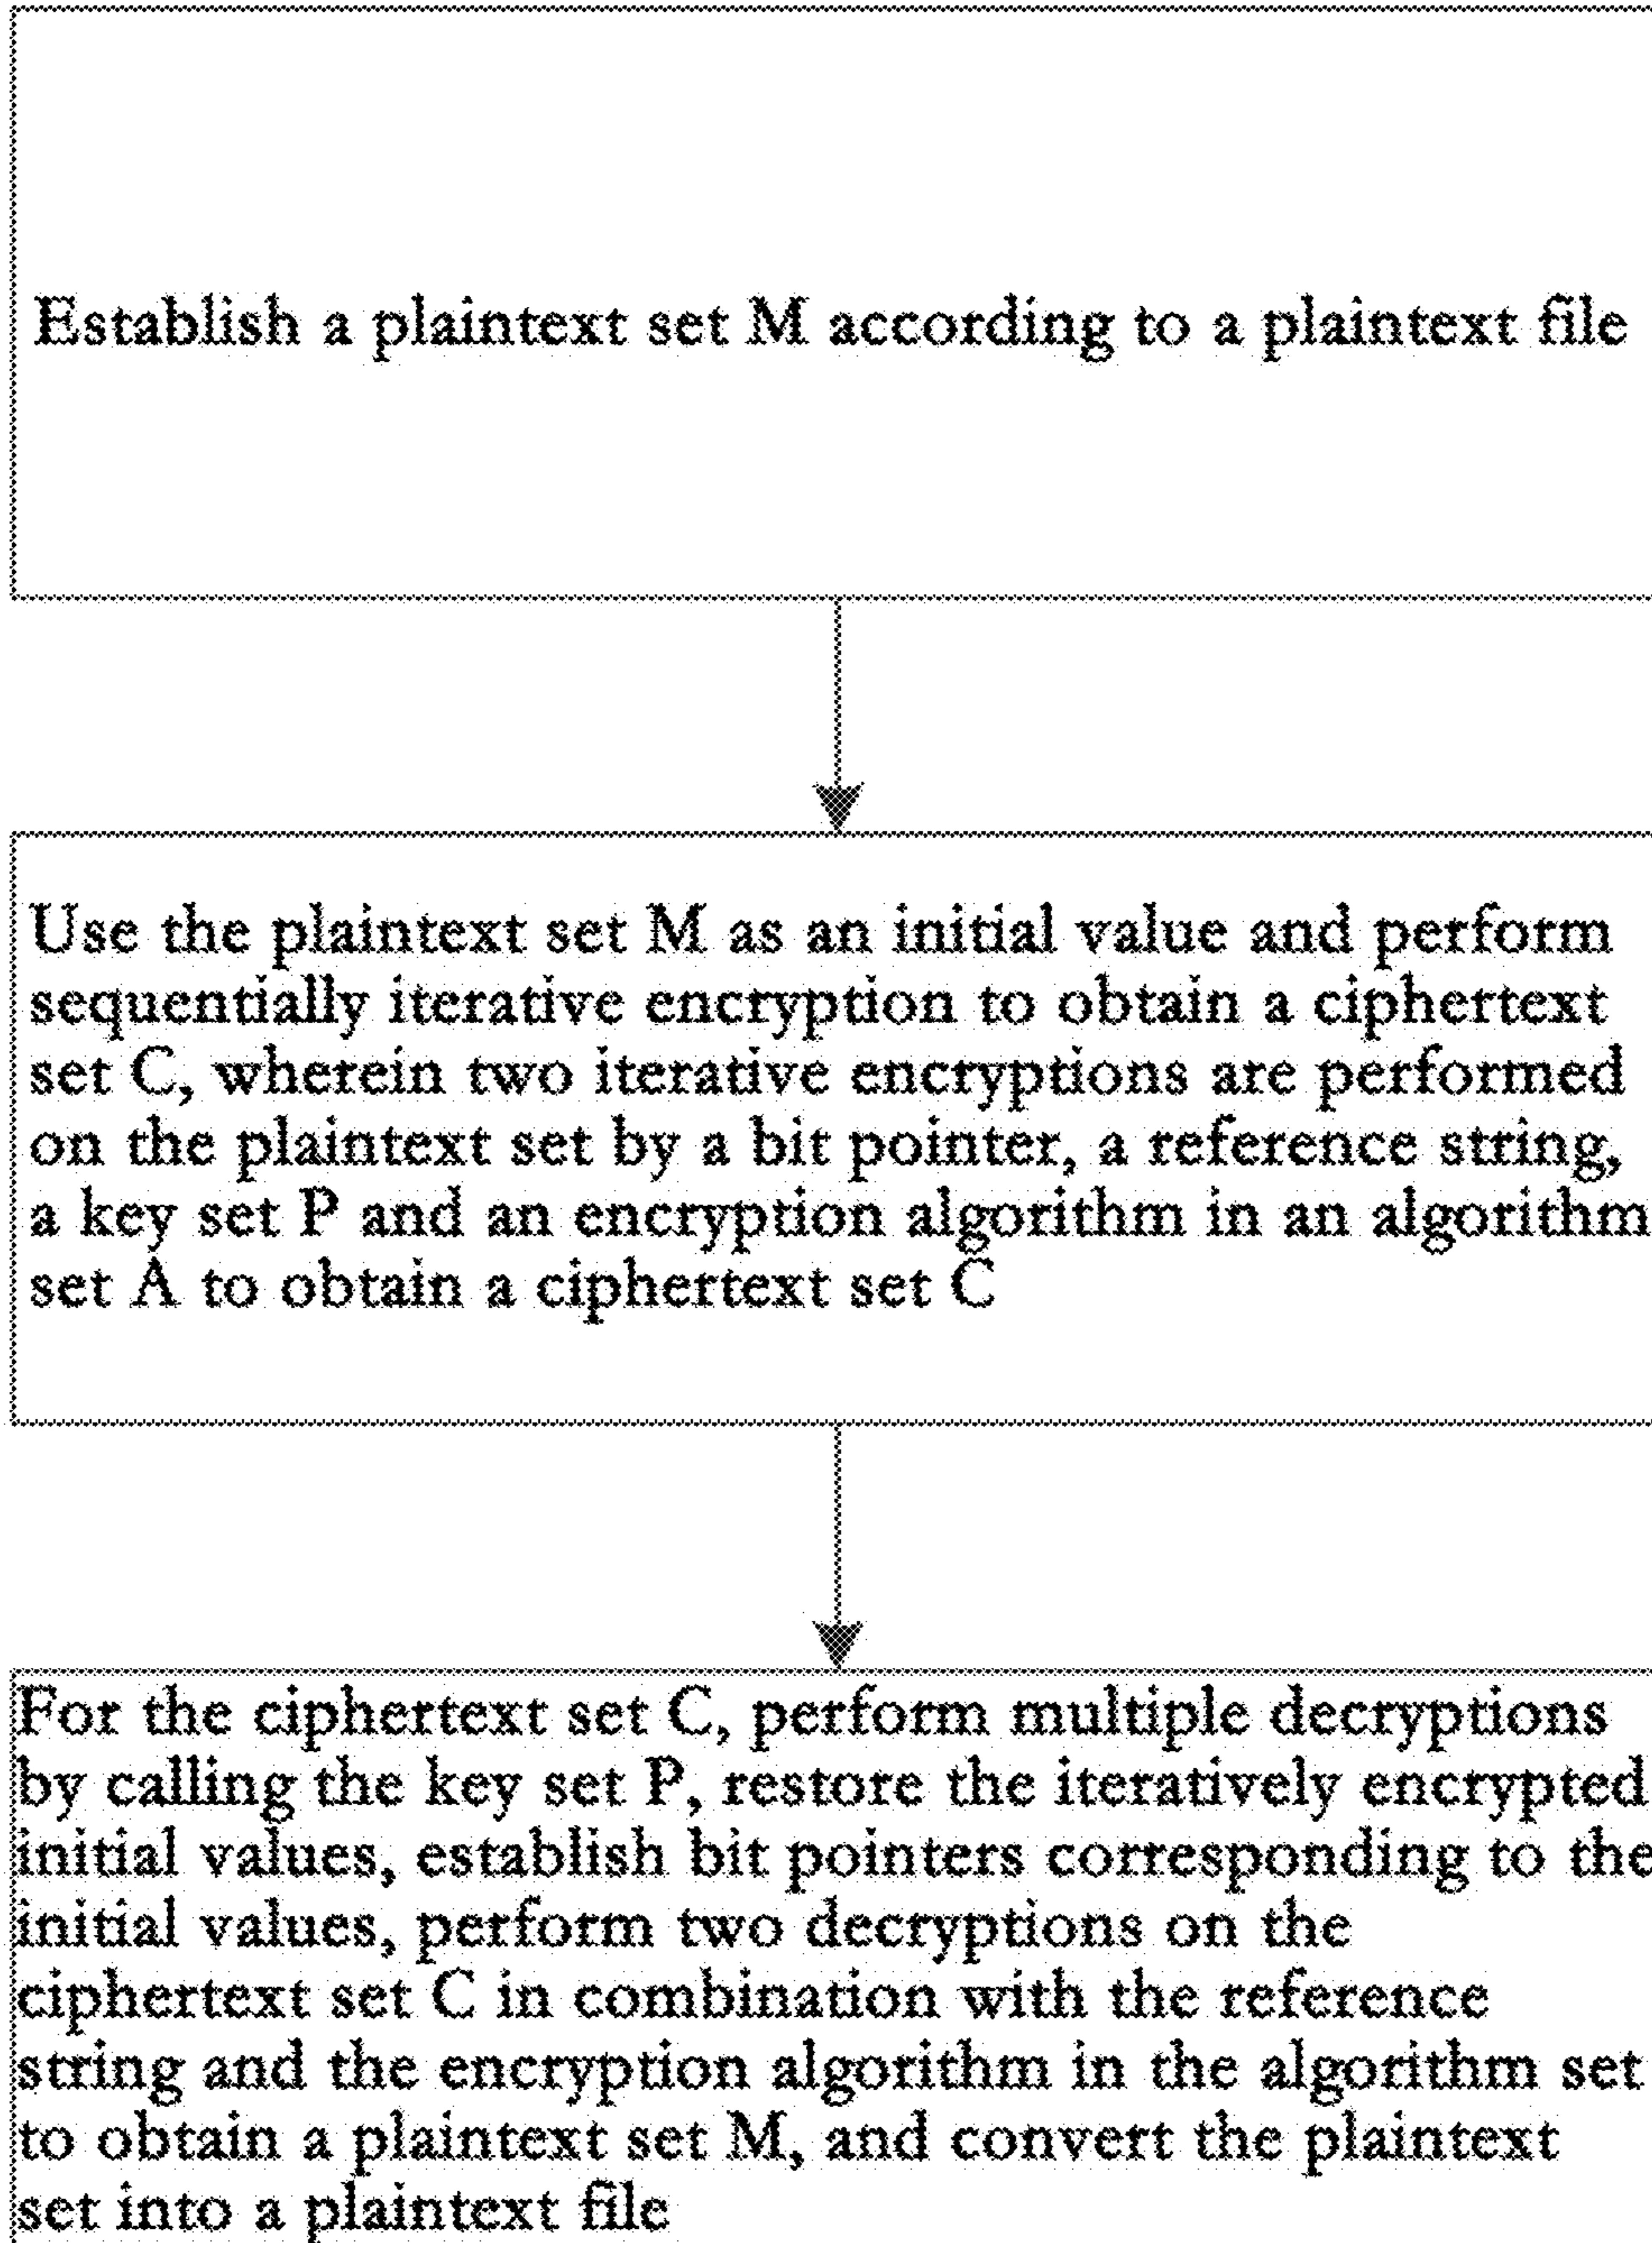 Establish a plaintext set M according to a plaintext file
Use the plaintext set M as an initial value and perform
sequentially iterative encryption to obtain a ciphertext
set C, wherein two iterative encryptions are performed
on the plaintext set by a bit pointer, a reference string,
a key set P and an encryption algorithm in an algorithm
set A to obtain a ciphertext set C
For the ciphertext set C, perform multiple decryptions
by calling the key set P, restore the iteratively encrypted
initial values, establish bit pointers corresponding to the
initial values, perform two decryptions on the
ciphertext set C in combination with the reference
string and the encryption algorithm in the algorithm set
to obtain a plaintext set M, and convert the plaintext
set into a plaintext file